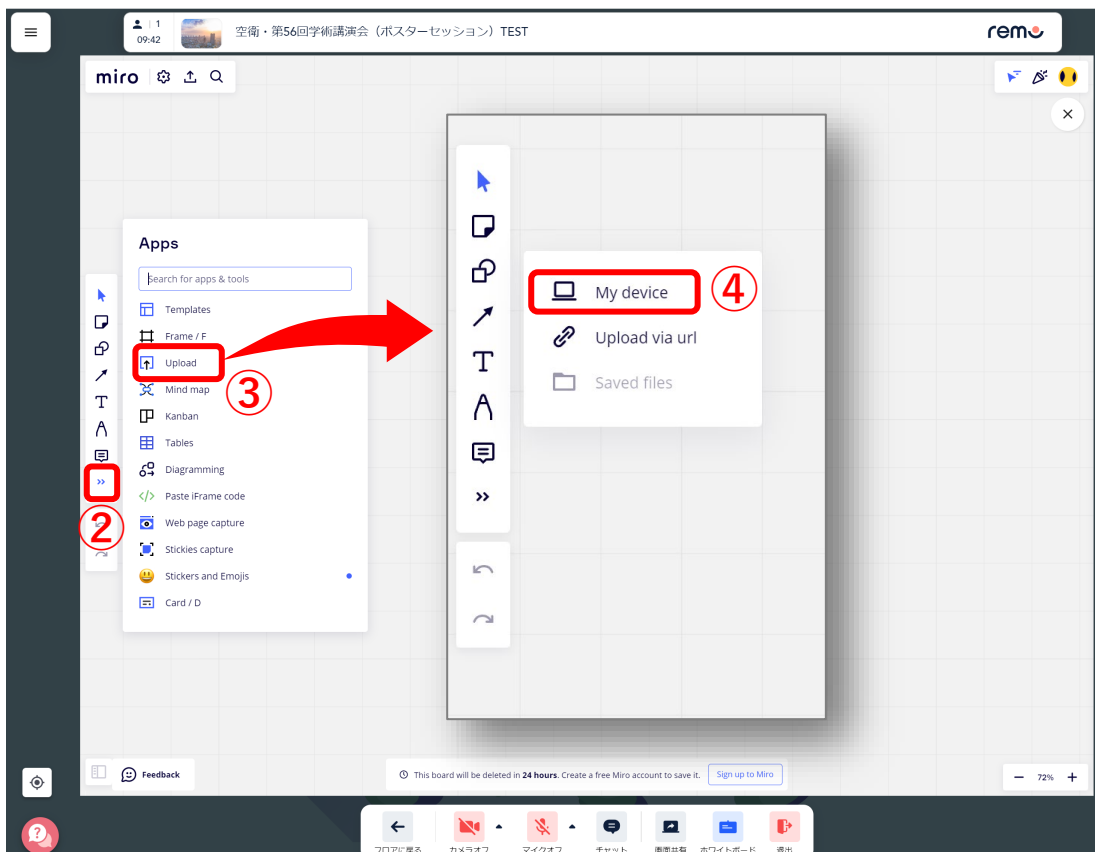 1
09:42
空衛・第56回学術講演会（ポスターセッション）TEST
remo
miro
Apps
Search for apps & tools
Templates
Frame / F
Upload
③
Mind map
Kanban
Tables
Diagramming
Paste iFrame code
Web page capture
Stickies capture
Stickers and Emojis
Card / D
②
T
My device
④
Upload via url
Saved files
T
Feedback
This board will be deleted in 24 hours. Create a free Miro account to save it.
Sign up to Miro
72%
フロアに戻る
カメラオフ
マイクオフ
チャット
画面共有
ホワイトボード
退出